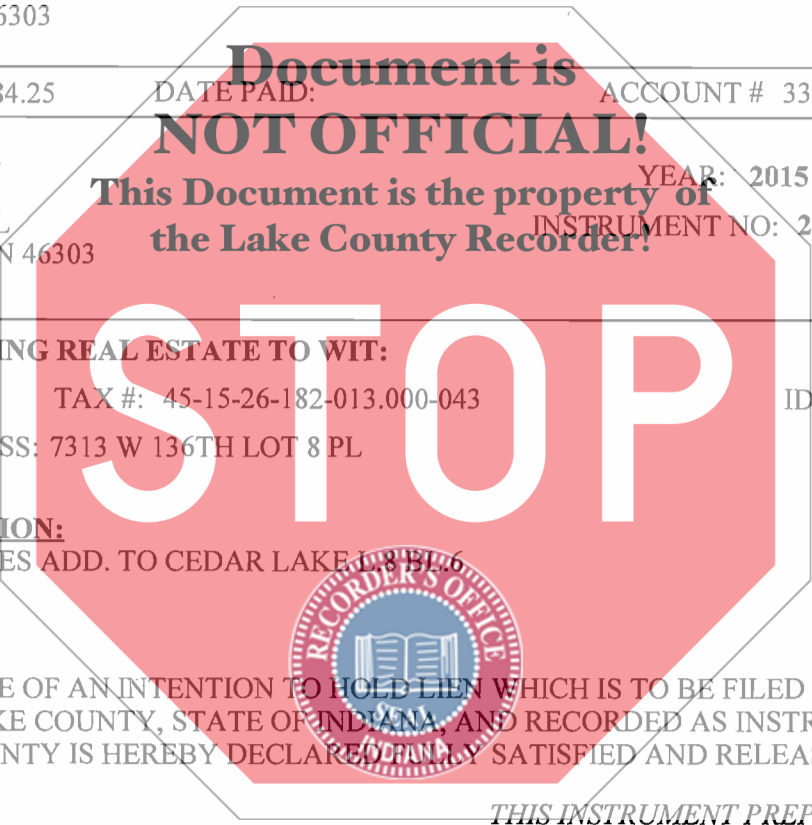 6303
Document is
4.25 DATE PAID: ACCOUNT # 33
NOT OFFICIAL!
YEAR: 2015
This Document is the property of
INSTRUMENT NO: 2
the Lake County Recorder!
N 46303
STOP
NG REAL ESTATE TO WIT:
TAX #: 45-15-26-182-013.000-043 ID
SS: 7313 W 136TH LOT 8 PL
ION:
ES ADD. TO CEDAR LAKE L.8 BL.6
RECORDER'S OFFICE
SEAL
INDIANA
E OF AN INTENTION TO HOLD LIEN WHICH IS TO BE FILED
KE COUNTY, STATE OF INDIANA, AND RECORDED AS INSTR
NTY IS HEREBY DECLARED FULLY SATISFIED AND RELEA
THIS INSTRUMENT PREP